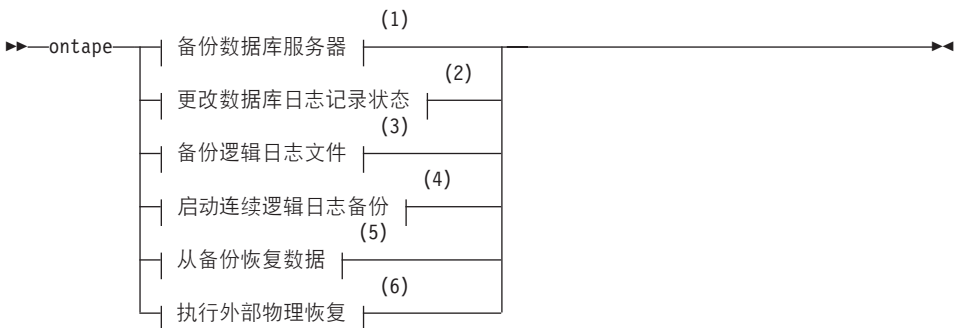 (1)
ontape 备份数据库服务器
(2)
更改数据库日志记录状态
(3)
备份逻辑日志文件
(4)
启动连续逻辑日志备份
(5)
从备份恢复数据
(6)
执行外部物理恢复